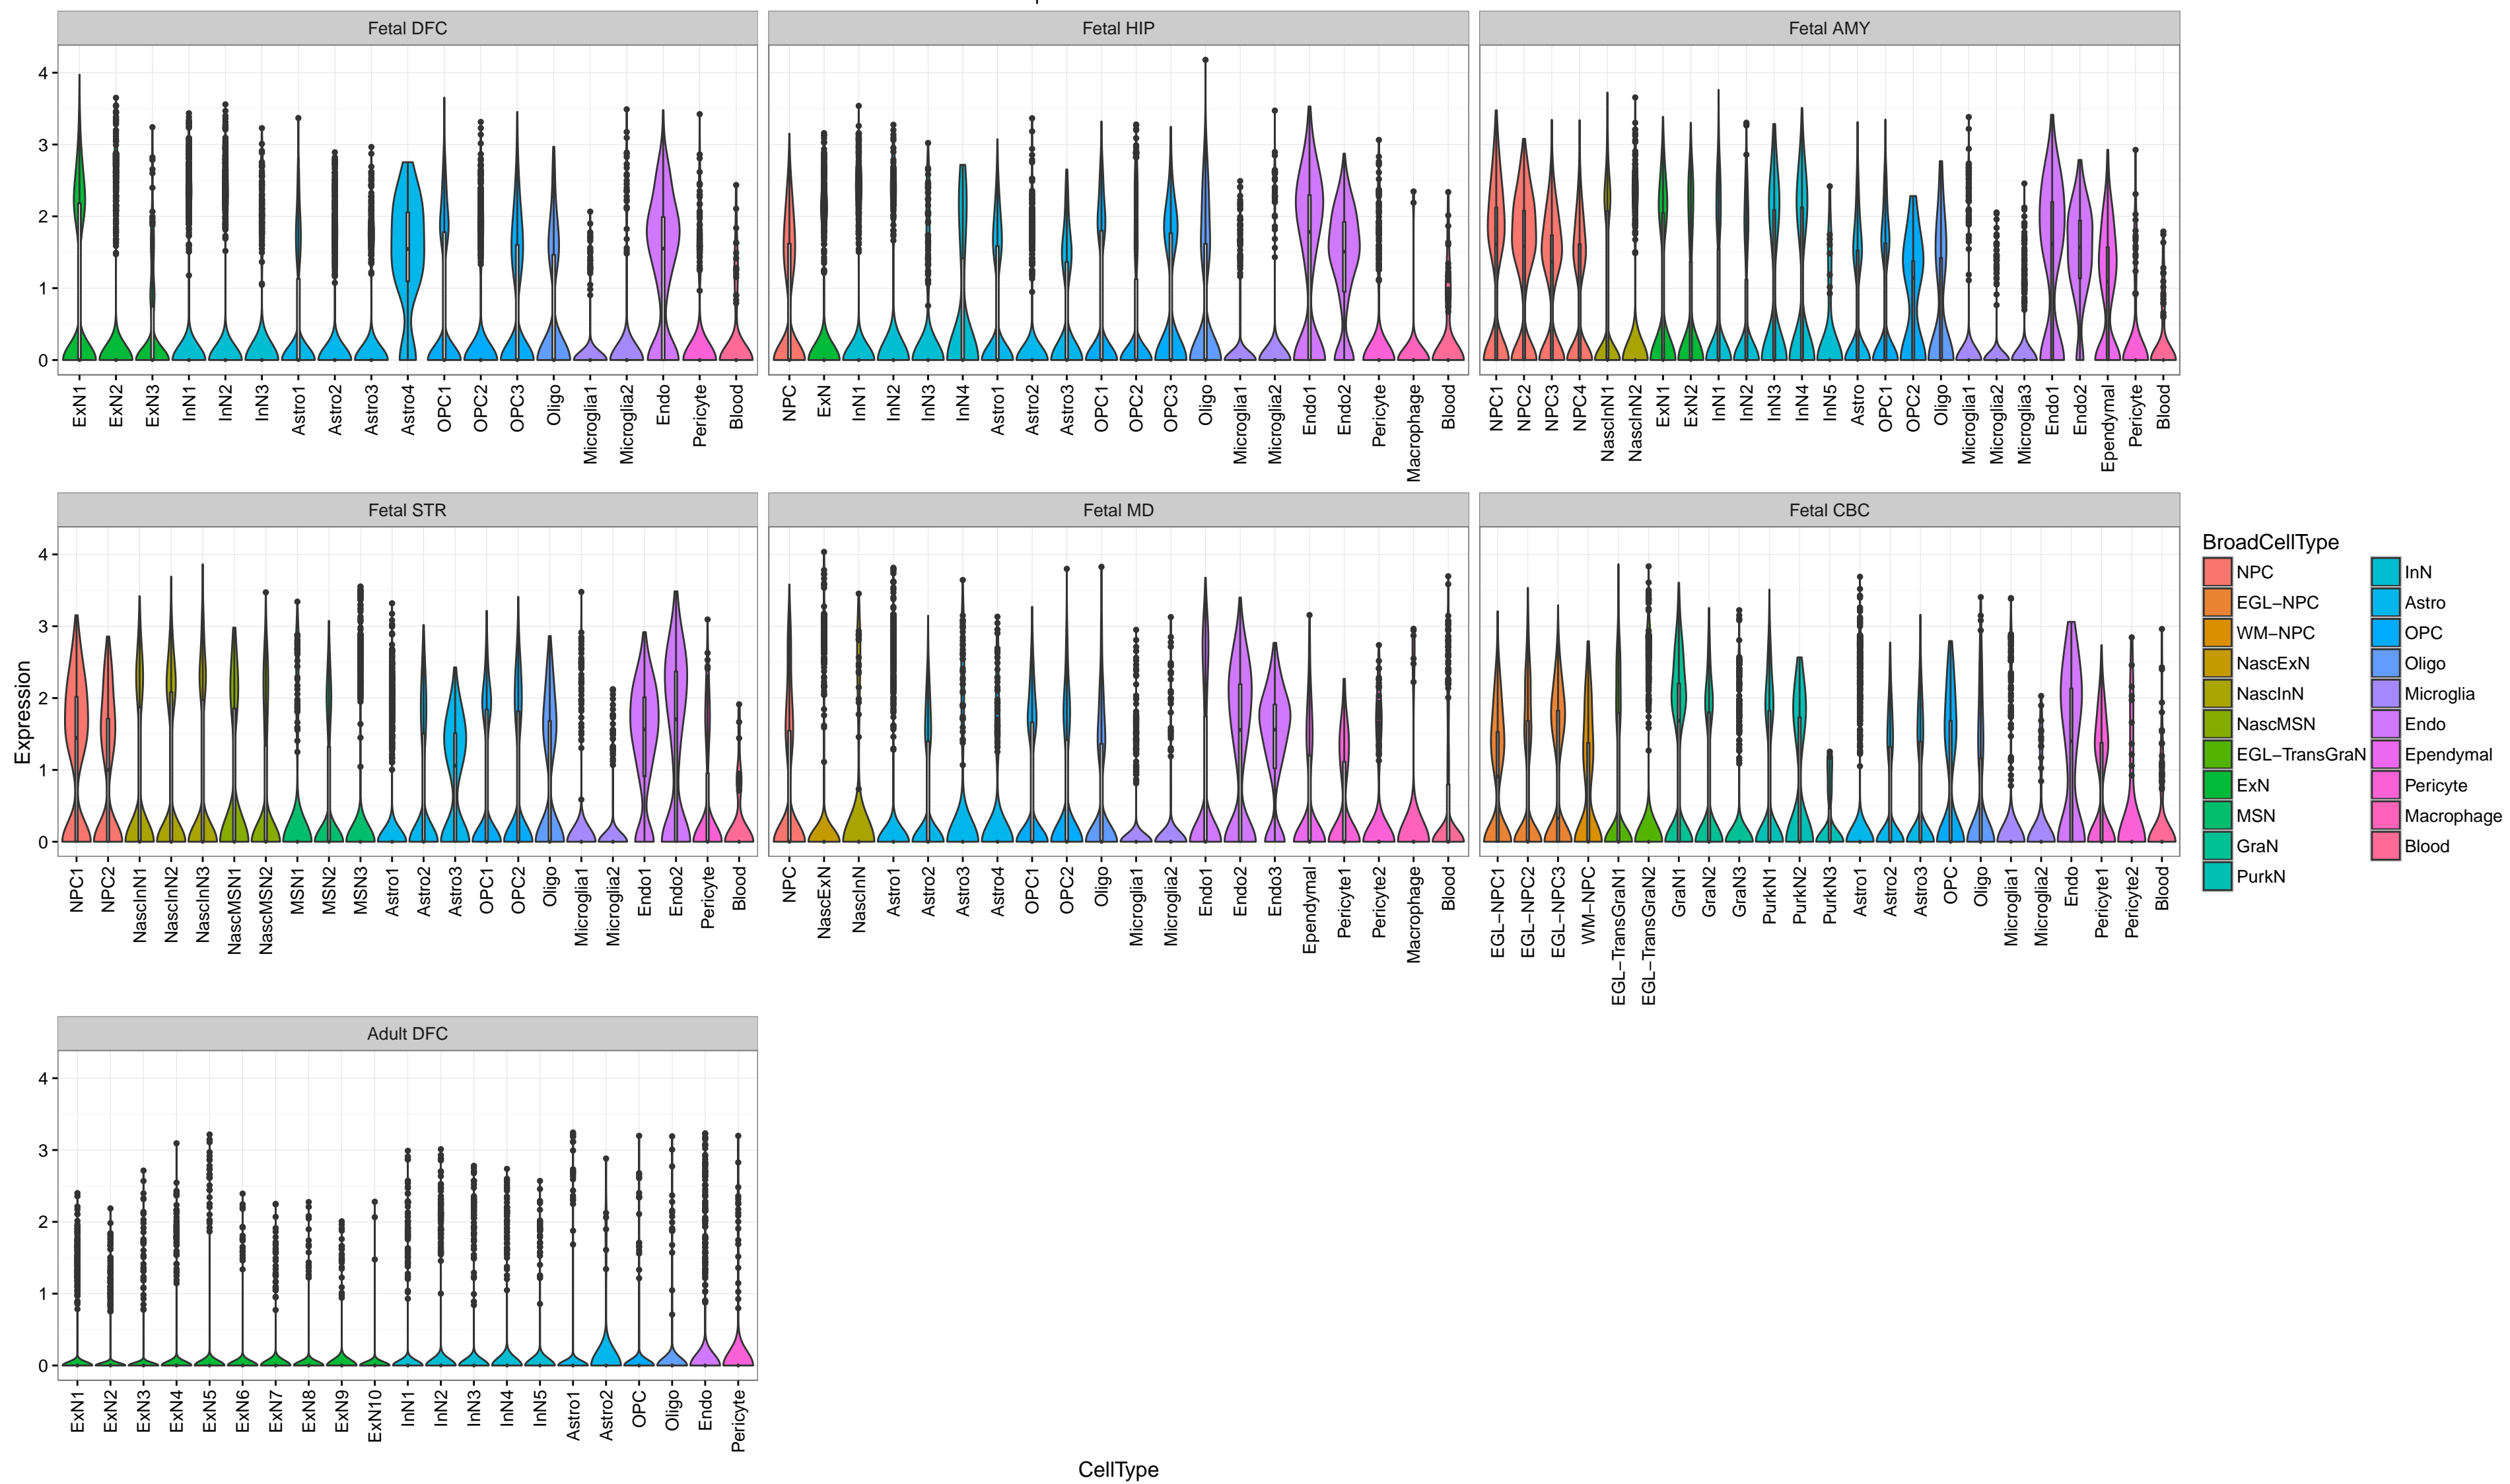 Fetal DFC
Fetal HIP
Fetal AMY
4
3
2
1
0
ExN1 ExN2 ExN3 InN1 InN2 InN3 Astro1 Astro2 Astro3 Astro4 OPC1 OPC2 OPC3 Oligo Microglia1 Microglia2 Endo Pericyte Blood
NPC ExN InN1 InN2 InN3 InN4 Astro1 Astro2 Astro3 OPC1 OPC2 OPC3 Oligo Microglia1 Microglia2 Endo1 Endo2 Pericyte Macrophage Blood
NPC1 NPC2 NPC3 NPC4 NascInN1 NascInN2 ExN1 ExN2 InN1 InN2 InN3 InN4 InN5 Astro OPC1 OPC2 Oligo Microglia1 Microglia2 Microglia3 Endo1 Endo2 Ependymal Pericyte Blood
Fetal STR
Fetal MD
Fetal CBC
Expression
4
3
2
1
0
NPC1 NPC2 NascInN1 NascInN2 NascInN3 NascMSN1 NascMSN2 MSN1 MSN2 MSN3 Astro1 Astro2 Astro3 OPC1 OPC2 Oligo Microglia1 Microglia2 Endo1 Endo2 Pericyte Blood
NPC NascExN NascInN Astro1 Astro2 Astro3 Astro4 OPC1 OPC2 Oligo Microglia1 Microglia2 Endo1 Endo2 Endo3 Ependymal Pericyte1 Pericyte2 Macrophage Blood
EGL−NPC1 EGL−NPC2 EGL−NPC3 WM−NPC EGL−TransGraN1 EGL−TransGraN2 GraN1 GraN2 GraN3 PurkN1 PurkN2 PurkN3 Astro1 Astro2 Astro3 OPC Oligo Microglia1 Microglia2 Endo Pericyte1 Pericyte2 Blood
BroadCellType
NPC
EGL−NPC
WM−NPC
NascExN
NascInN
NascMSN
EGL−TransGraN
ExN
MSN
GraN
PurkN
InN
Astro
OPC
Oligo
Microglia
Endo
Ependymal
Pericyte
Macrophage
Blood
Adult DFC
4
3
2
1
0
ExN1 ExN2 ExN3 ExN4 ExN5 ExN6 ExN7 ExN8 ExN9 ExN10 InN1 InN2 InN3 InN4 InN5 Astro1 Astro2 OPC Oligo Endo Pericyte
CellType